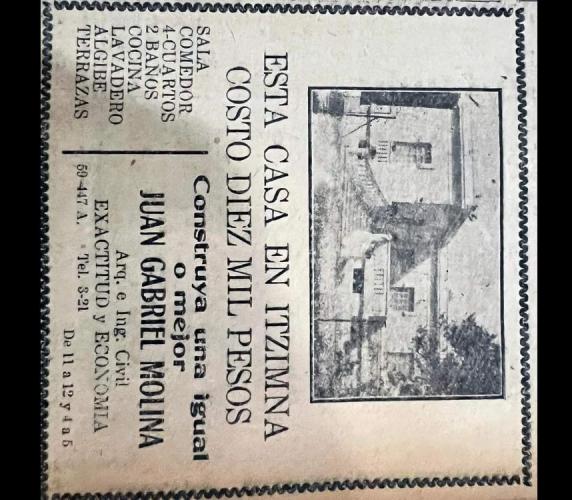 ESTA CASA EN ITZIMNA
COSTO DIEZ MIL PESOS
SALA
COMEDOR
4-CUARTOS
2 BAÑOS
COCINA
LAVADERO
ALGIBE
TERRAZAS
Construya una igual
o mejor
JUAN GABRIEL MOLINA
Arq. e Ing. Civil
EXACTITUD y ECONOMIA
59-447 A. Tel. 3-21 De 11 a 12 y 4 a 5